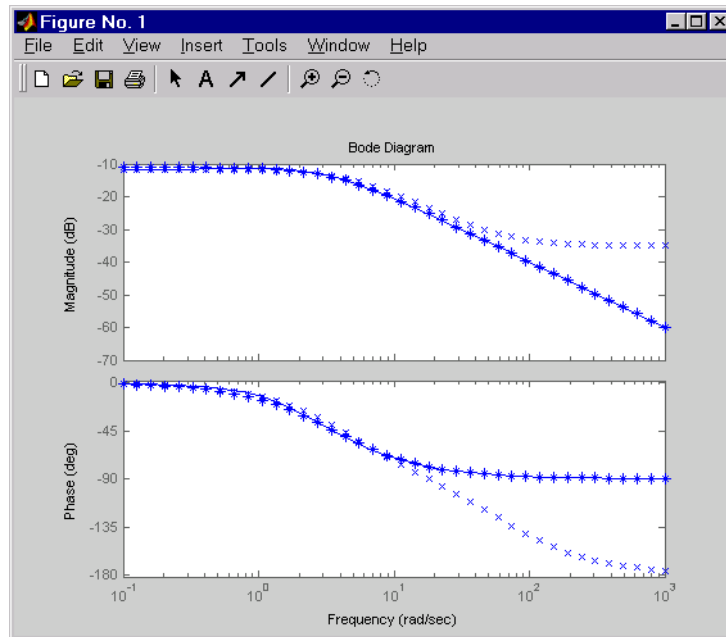 Figure No. 1
File Edit View Insert Tools Window Help
A
Bode Diagram
Magnitude (dB)
-10
-20
-30
-40
-50
-60
-70
Phase (deg)
0
-45
-90
-135
-180
10^-1 10^0 10^1 10^2 10^3
Frequency (rad/sec)